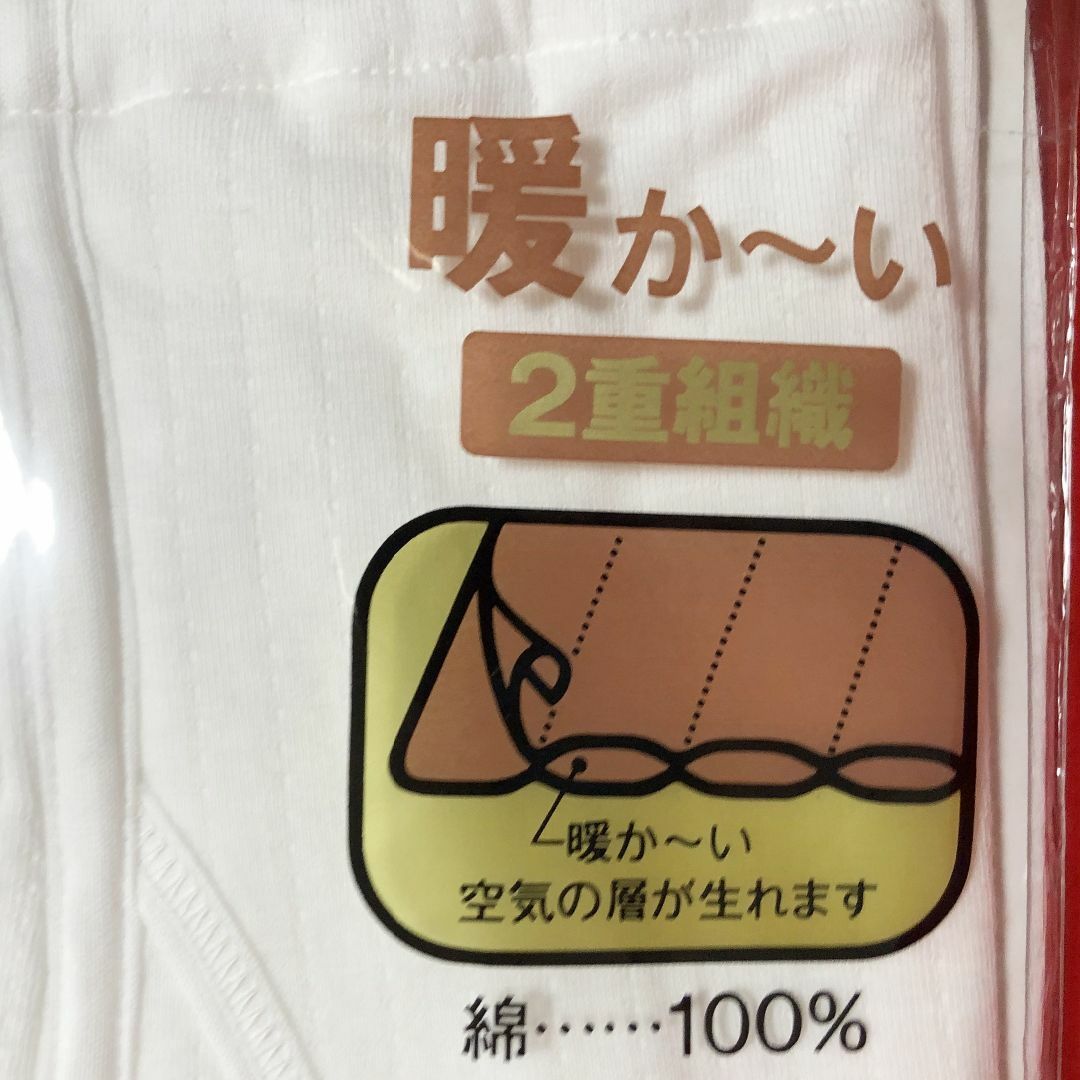 暖か〜い
2重組織
暖か〜い
空気の層が生れます
綿……100%